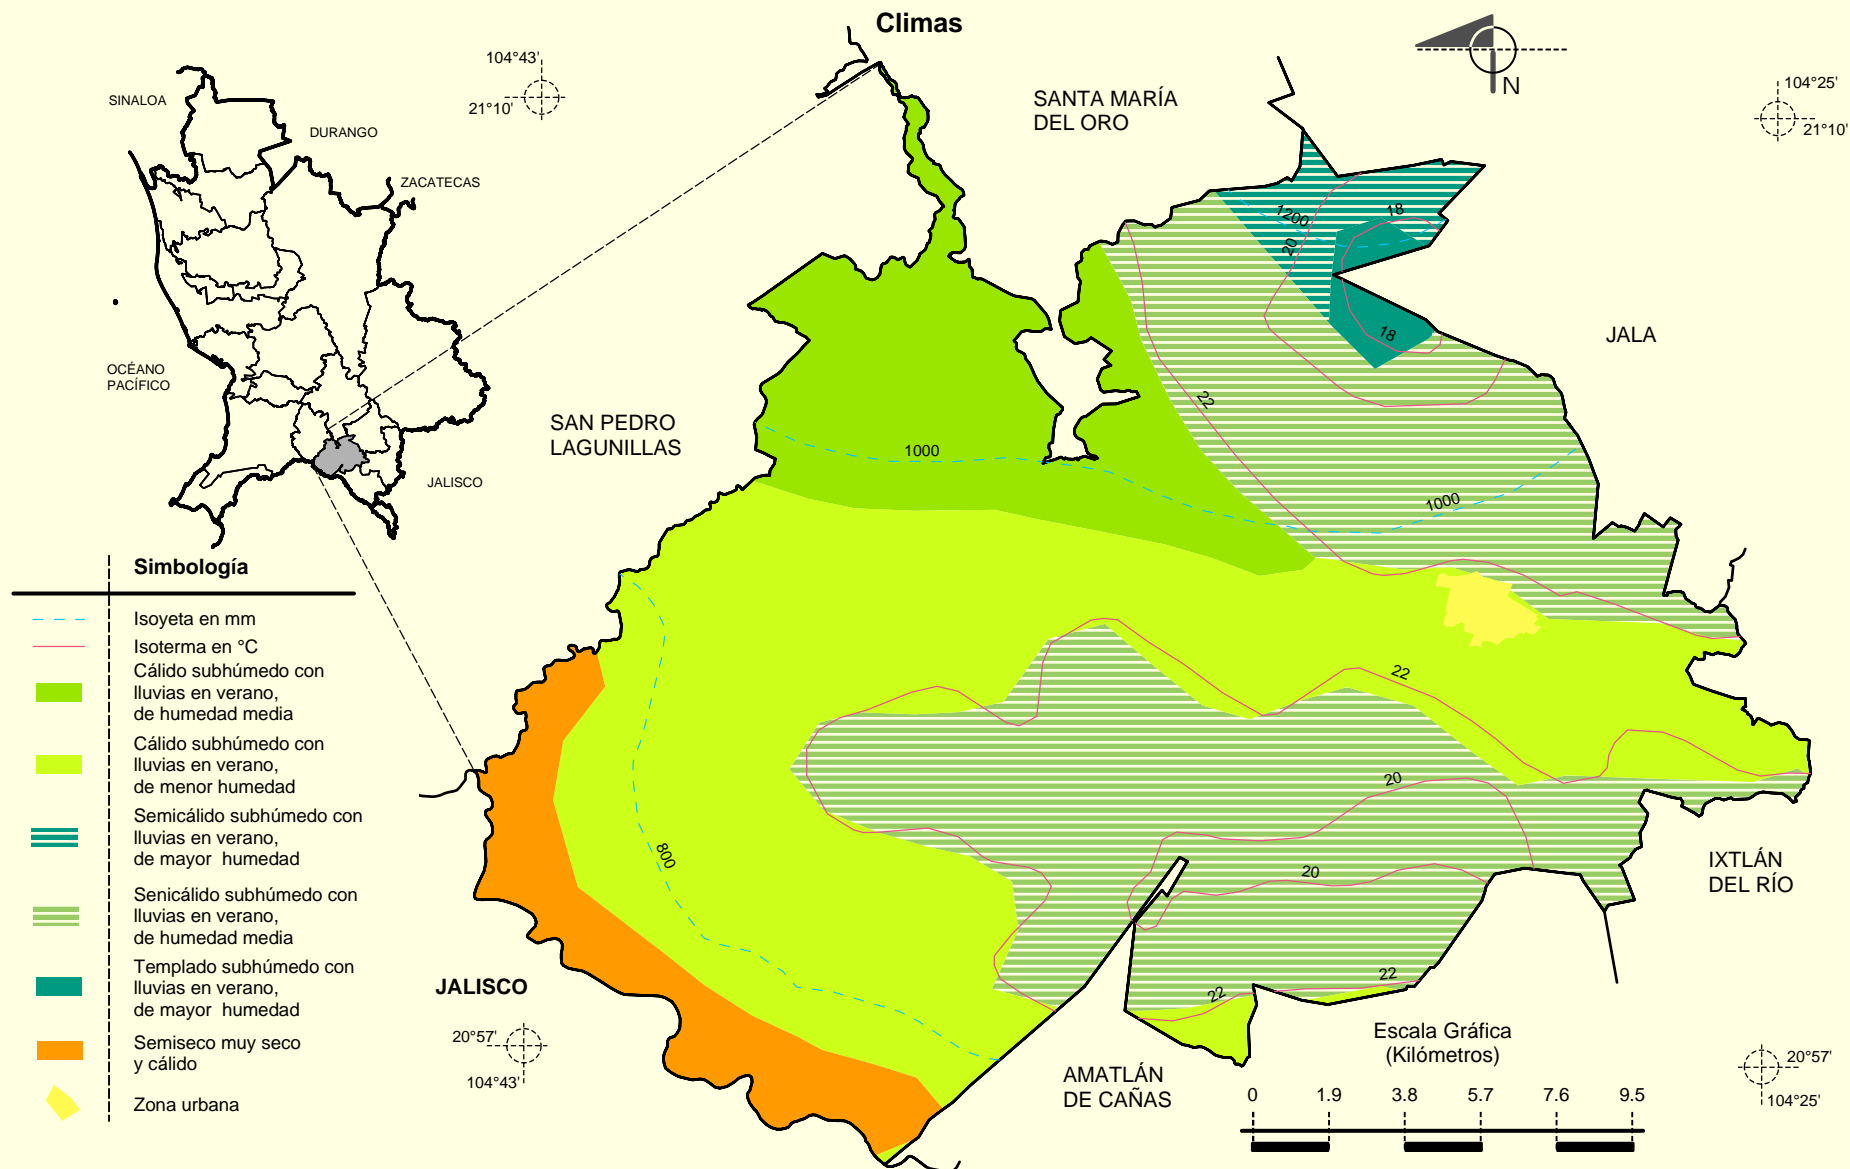 Climas
104°43'
21°10'
N
104°25'
21°10'
SINALOA
DURANGO
ZACATECAS
OCÉANO
PACÍFICO
JALISCO
SANTA MARÍA
DEL ORO
JALA
SAN PEDRO
LAGUNILLAS
1200
20
18
18
22
1000
1000
22
20
20
800
22
22
IXTLÁN
DEL RÍO
JALISCO
AMATLÁN
DE CAÑAS
20°57'
104°43'
20°57'
104°25'
Simbología
Isoyeta en mm
Isoterma en °C
Cálido subhúmedo con
lluvias en verano,
de humedad media
Cálido subhúmedo con
lluvias en verano,
de menor humedad
Semicálido subhúmedo con
lluvias en verano,
de mayor humedad
Senicálido subhúmedo con
lluvias en verano,
de humedad media
Templado subhúmedo con
lluvias en verano,
de mayor humedad
Semiseco muy seco
y cálido
Zona urbana
Escala Gráfica
(Kilómetros)
0 1.9 3.8 5.7 7.6 9.5